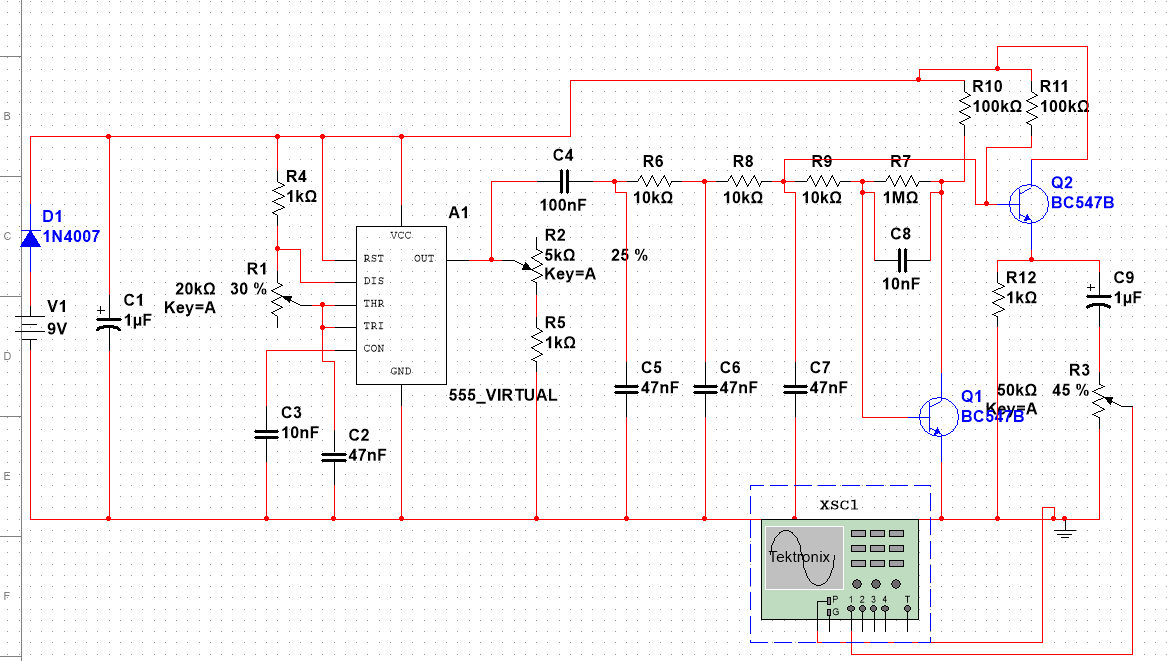 B
C
D
E
F
R10
100kΩ
R11
100kΩ
C4
100nF
R6
10kΩ
R8
10kΩ
R9
10kΩ
R7
1MΩ
R4
1kΩ
A1
Q2
BC547B
D1
1N4007
VCC
RST
OUT
DIS
THR
TRI
CON
GND
555_VIRTUAL
R2
5kΩ
Key=A
25 %
C8
10nF
R1
20kΩ
30 %
Key=A
V1
9V
C1
1µF
R12
1kΩ
C9
1µF
R5
1kΩ
C5
47nF
C6
47nF
C7
47nF
R3
50kΩ
45 %
Key=A
Q1
BC547B
C3
10nF
C2
47nF
XSC1
Tektronix
P
G
1 2 3 4 T